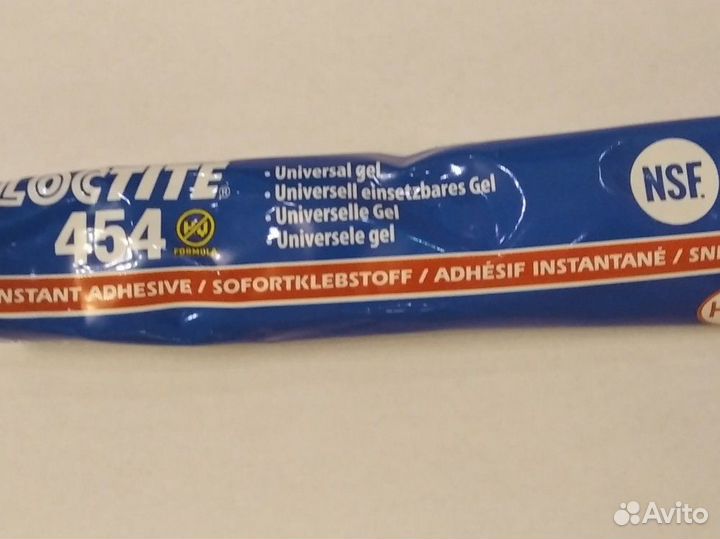 LOCTITE®
454
FORMULA
• Universal gel
• Universell einsetzbares Gel
• Universelle Gel
• Universele gel
NSF.
INSTANT ADHESIVE / SOFORTKLEBSTOFF / ADHÉSIF INSTANTANÉ / SNE
Avito